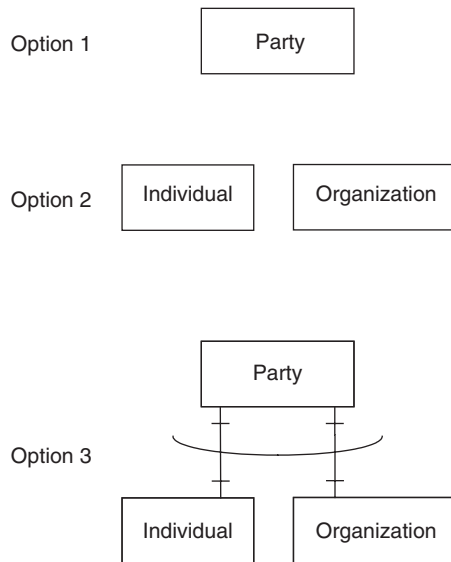 Option 1
Party
Option 2
Individual
Organization
Party
Option 3
Individual
Organization